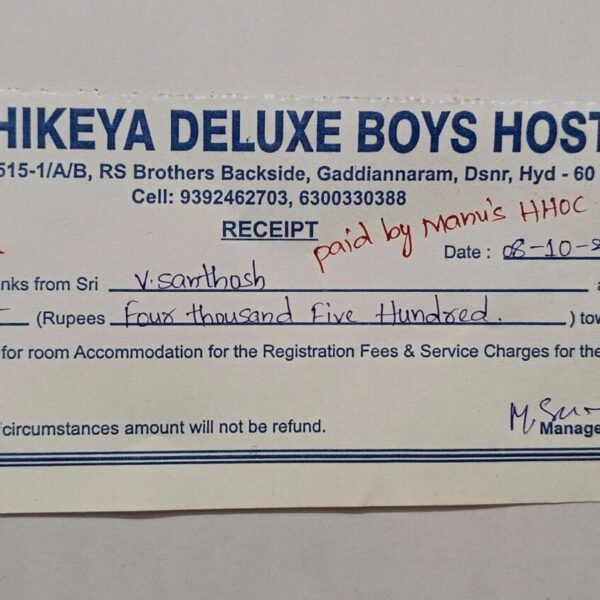 HIKEYA DELUXE BOYS HOST
515-1/A/B, RS Brothers Backside, Gaddiannaram, Dsnr, Hyd - 60
Cell: 9392462703, 6300330388
RECEIPT
paid by Manu's HHOC
Date : 08-10-
nks from Sri V. Santhosh
(Rupees Four thousand Five Hundred. ) tow
for room Accommodation for the Registration Fees & Service Charges for the
circumstances amount will not be refund.
Manage